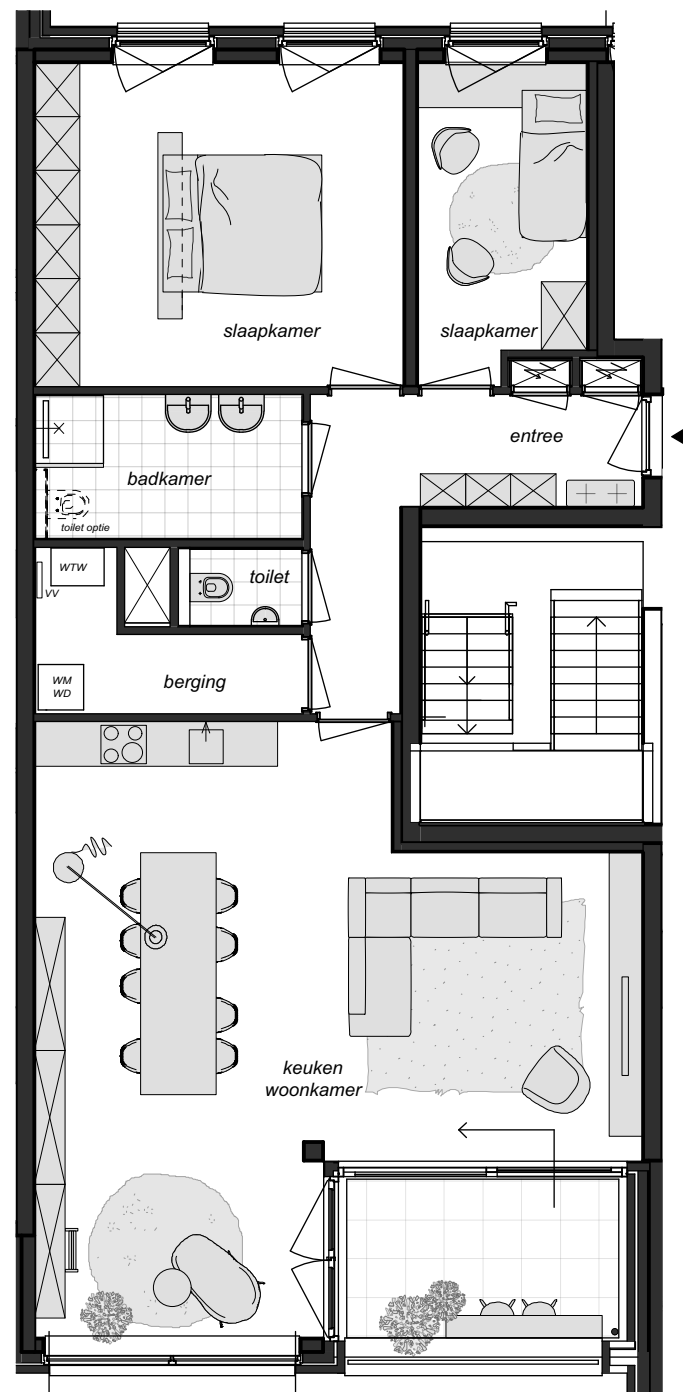 slaapkamer
slaapkamer
entree
badkamer
toilet optie
WTW
VV
toilet
WM
WD
berging
keuken
woonkamer